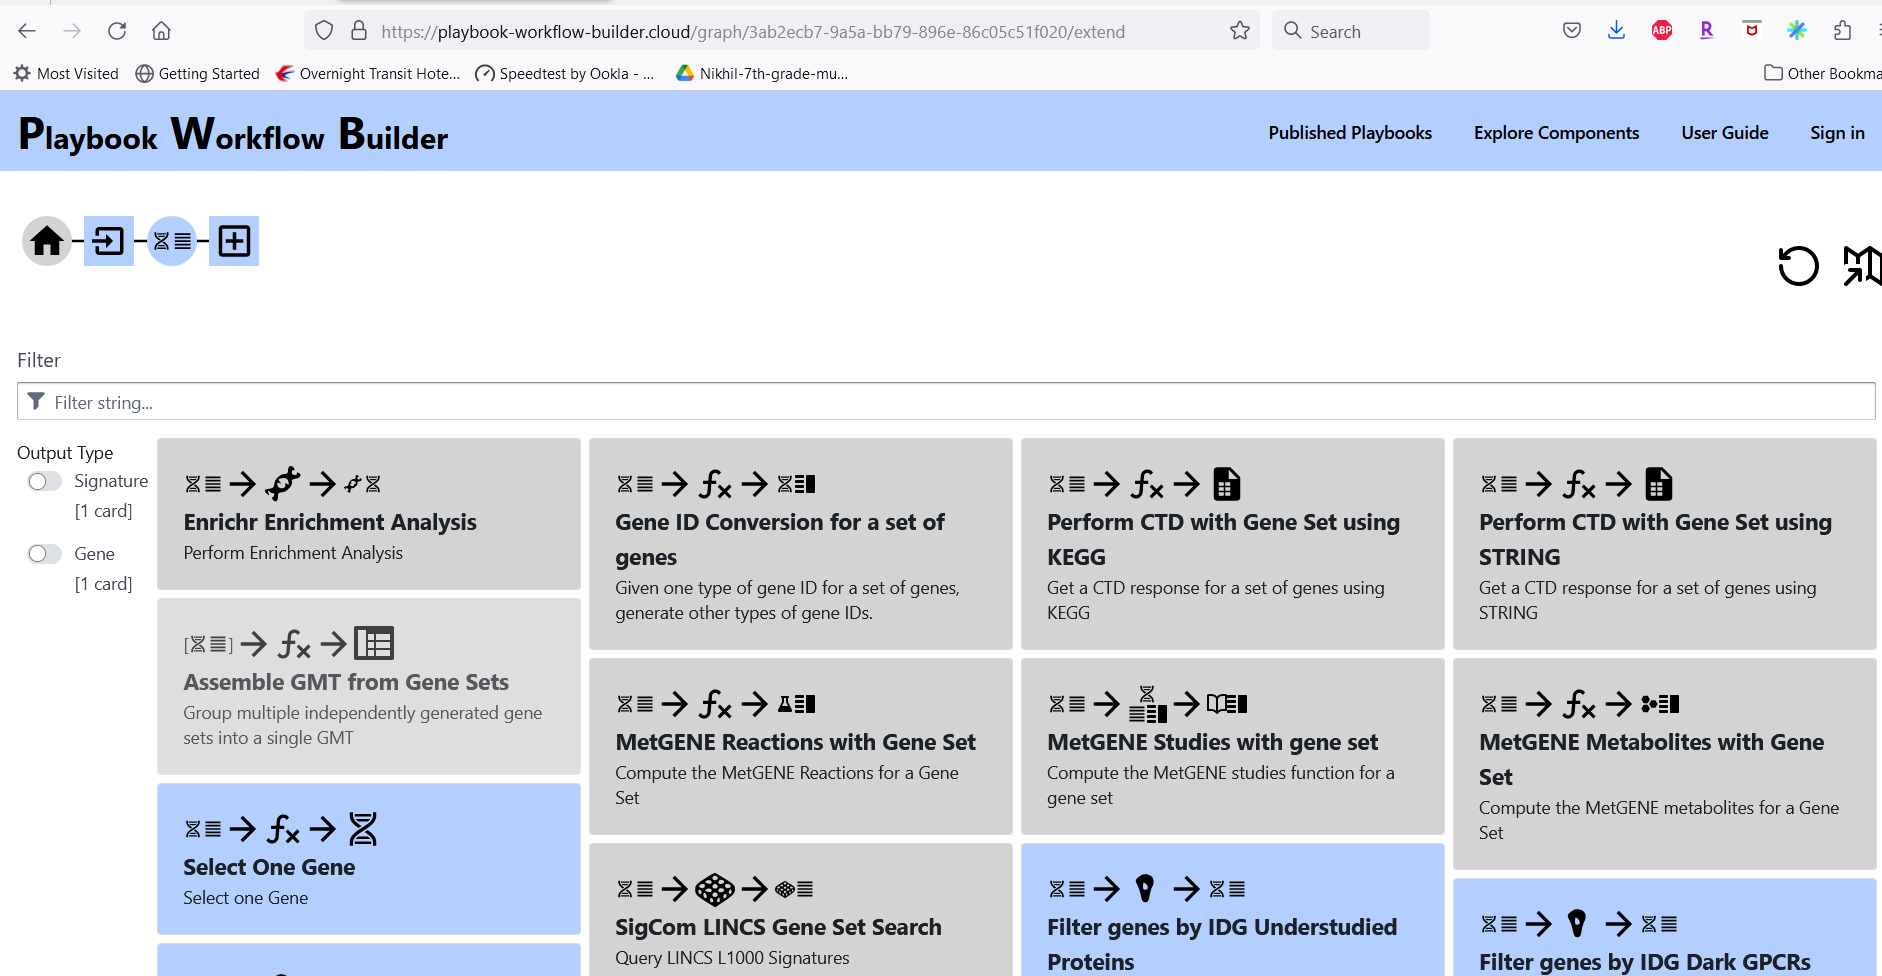 https://playbook-workflow-builder.cloud/graph/3ab2ecb7-9a5a-bb79-896e-86c05c51f020/extend
Search
ABP
R
Most Visited
Getting Started
Overnight Transit Hote...
Speedtest by Ookla - ...
Nikhil-7th-grade-mu...
Other Bookma
Playbook Workflow Builder
Published Playbooks
Explore Components
User Guide
Sign in
Filter
Filter string...
Output Type
Signature
[1 card]
Gene
[1 card]
Enrichr Enrichment Analysis
Perform Enrichment Analysis
Gene ID Conversion for a set of
genes
Given one type of gene ID for a set of genes,
generate other types of gene IDs.
Perform CTD with Gene Set using
KEGG
Get a CTD response for a set of genes using
KEGG
Perform CTD with Gene Set using
STRING
Get a CTD response for a set of genes using
STRING
Assemble GMT from Gene Sets
Group multiple independently generated gene
sets into a single GMT
MetGENE Reactions with Gene Set
Compute the MetGENE Reactions for a Gene
Set
MetGENE Studies with gene set
Compute the MetGENE studies function for a
gene set
MetGENE Metabolites with Gene
Set
Compute the MetGENE metabolites for a Gene
Set
Select One Gene
Select one Gene
SigCom LINCS Gene Set Search
Query LINCS L1000 Signatures
Filter genes by IDG Understudied
Proteins
Filter genes by IDG Dark GPCRs